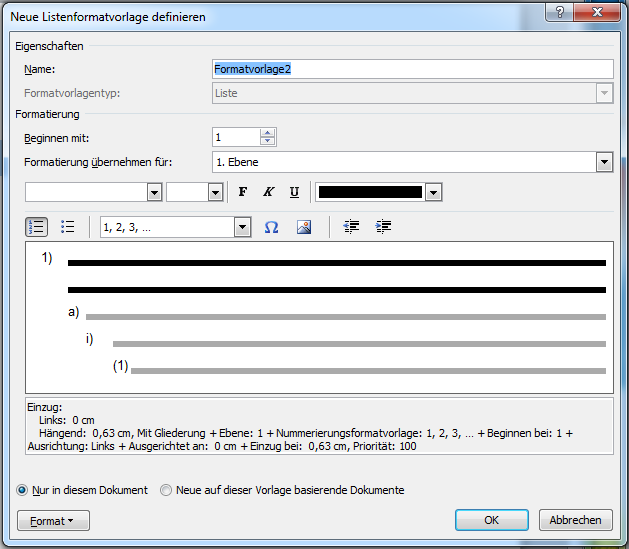 Neue Listenformatvorlage definieren
?
Eigenschaften
Name: Formatvorlage2
Formatvorlagentyp: Liste
Formatierung
Beginnen mit: 1
Formatierung übernehmen für: 1. Ebene
F K U
1, 2, 3, ... Ω
1)
a)
i)
(1)
Einzug:
Links: 0 cm
Hängend: 0,63 cm, Mit Gliederung + Ebene: 1 + Nummerierungsformatvorlage: 1, 2, 3, ... + Beginnen bei: 1 +
Ausrichtung: Links + Ausgerichtet an: 0 cm + Einzug bei: 0,63 cm, Priorität: 100
Nur in diesem Dokument Neue auf dieser Vorlage basierende Dokumente
Format OK Abbrechen